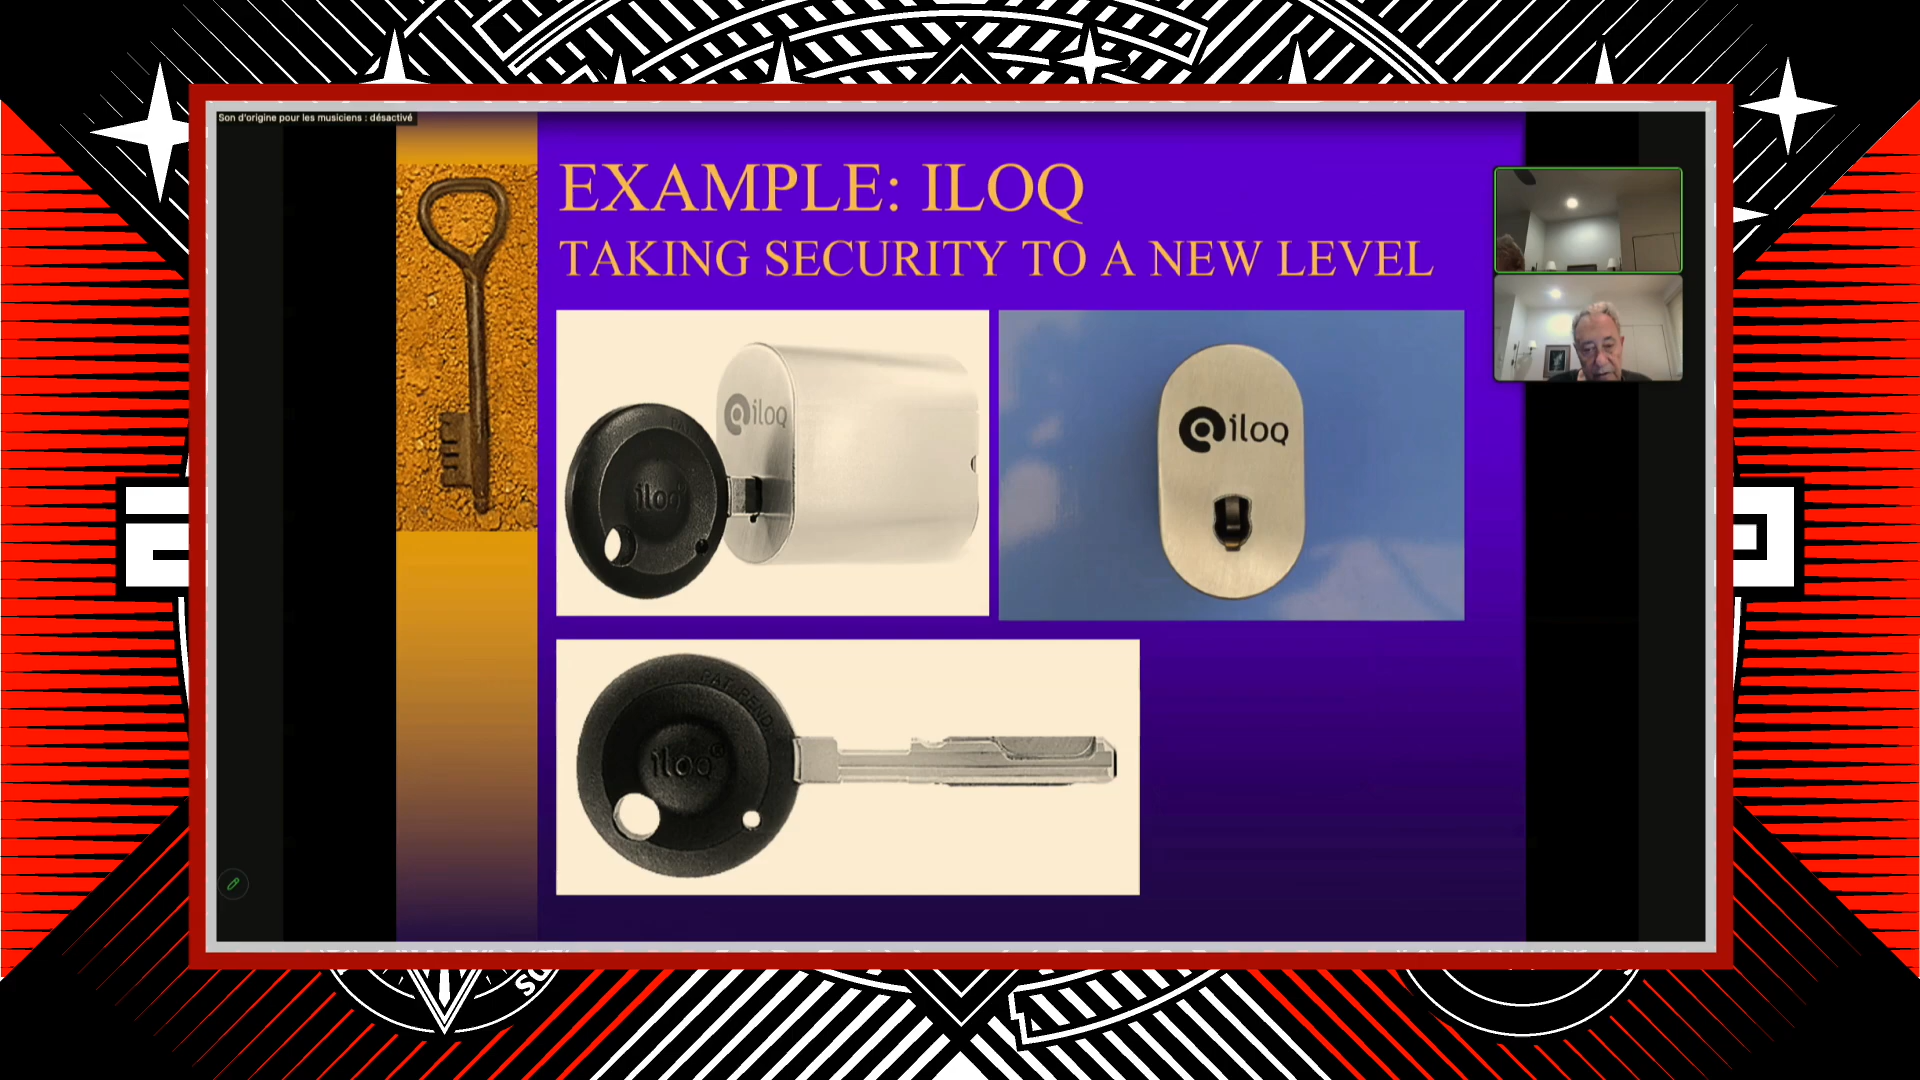 Son d'origine pour les musiciens : désactivé
EXAMPLE: ILOQ
TAKING SECURITY TO A NEW LEVEL
iloq
iloq
iloq
PAT PEND
iloq